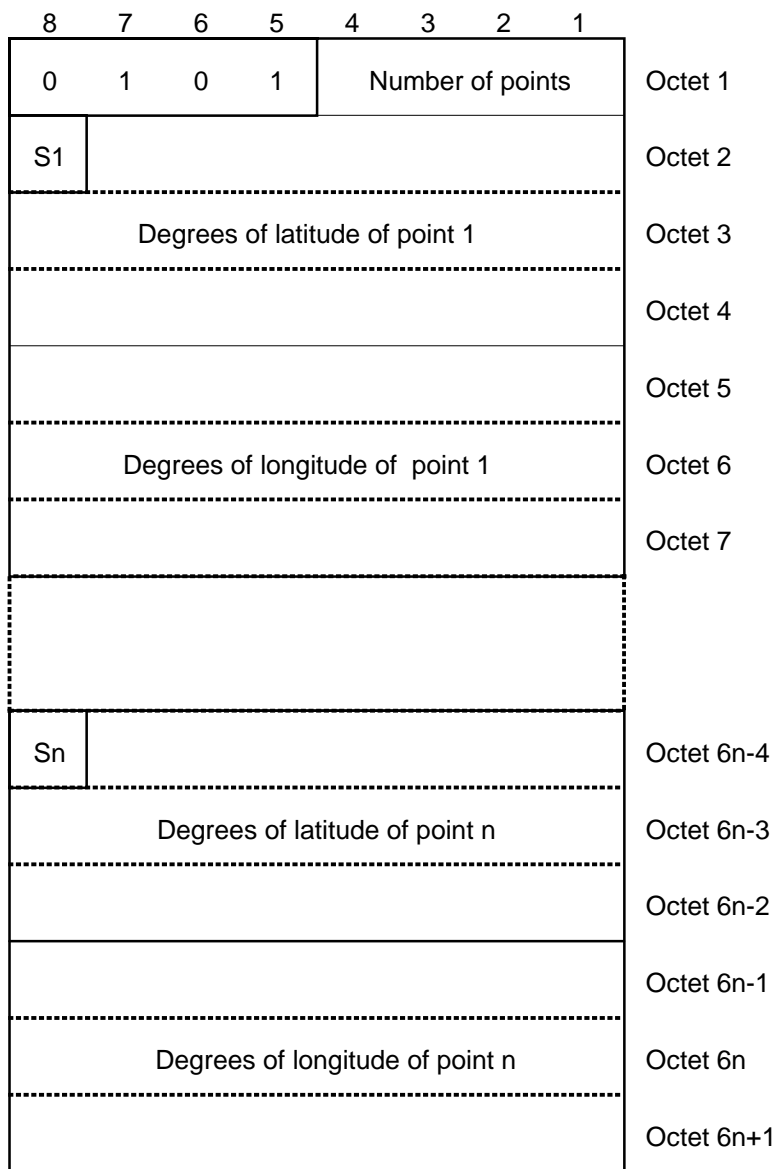 8 7 6 5 4 3 2 1
0 1 0 1 Number of points Octet 1
S1 Octet 2
Degrees of latitude of point 1 Octet 3
Octet 4
Octet 5
Degrees of longitude of point 1 Octet 6
Octet 7
Sn Octet 6n-4
Degrees of latitude of point n Octet 6n-3
Octet 6n-2
Octet 6n-1
Degrees of longitude of point n Octet 6n
Octet 6n+1